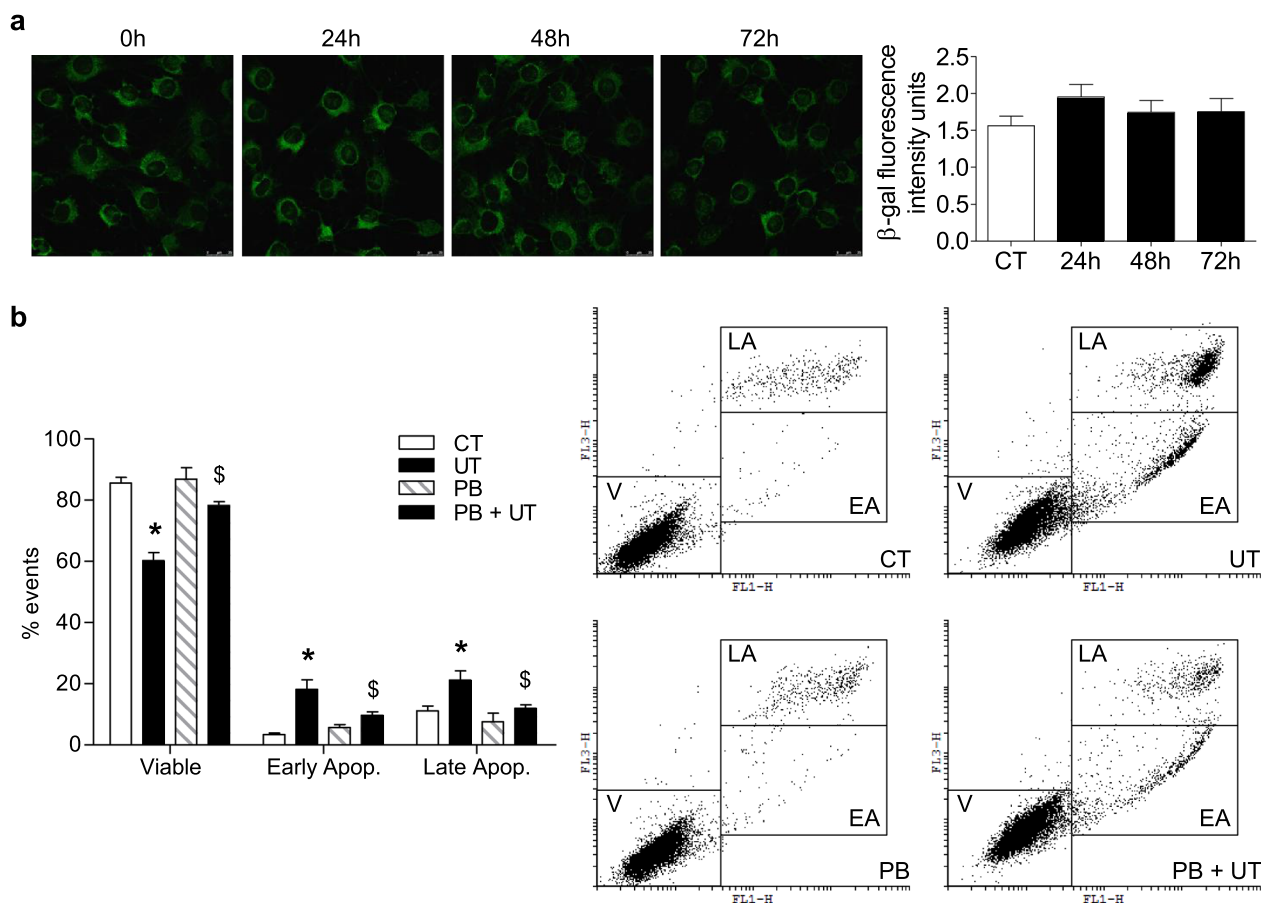 a
0h 24h 48h 72h
β-gal fluorescence
intensity units
2.5
2.0
1.5
1.0
0.5
0.0
CT 24h 48h 72h
b
% events
100
80
60
40
20
0
CT
UT
PB
PB + UT
* $
* $
* $
Viable Early Apop. Late Apop.
LA
V
EA
CT
FL3-H
FL1-H
LA
V
EA
UT
FL3-H
FL1-H
LA
V
EA
PB
FL3-H
FL1-H
LA
V
EA
PB + UT
FL3-H
FL1-H